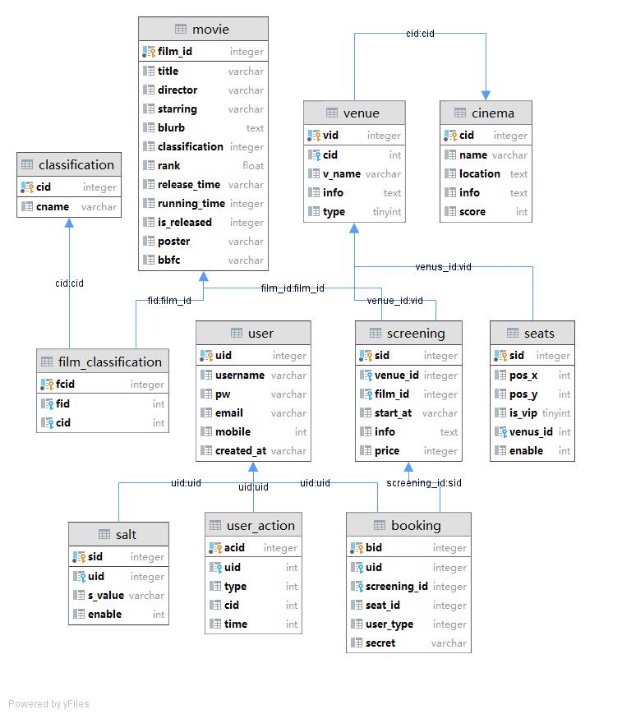 movie
film_id integer
title varchar
director varchar
starring varchar
blurb text
classification integer
rank float
release_time varchar
running_time integer
is_released integer
poster varchar
bbfc varchar
cid:cid
venue
vid integer
cid int
v_name varchar
info text
type tinyint
cinema
cid integer
name varchar
location text
info text
score int
classification
cid integer
cname varchar
cid:cid
fid:film_id
film_id:film_id
venue_id:vid
venus_id:vid
film_classification
fcid integer
fid int
cid int
user
uid integer
username varchar
pw varchar
email varchar
mobile int
created_at varchar
screening
sid integer
venue_id integer
film_id integer
start_at varchar
info text
price integer
seats
sid integer
pos_x int
pos_y int
is_vip tinyint
venus_id int
enable int
uid:uid
uid:uid
uid:uid
screening_id:sid
salt
sid integer
uid integer
s_value varchar
enable int
user_action
acid integer
uid int
type int
cid int
time int
booking
bid integer
uid integer
screening_id integer
seat_id integer
user_type integer
secret varchar
Powered by yFiles